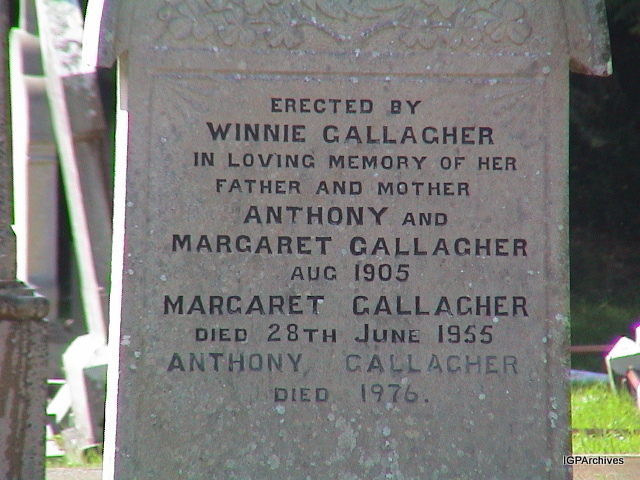 ERECTED BY
WINNIE GALLAGHER
IN LOVING MEMORY OF HER
FATHER AND MOTHER
ANTHONY AND
MARGARET GALLAGHER
AUG 1905
MARGARET GALLAGHER
DIED 28TH JUNE 1955
ANTHONY GALLAGHER
DIED 1976.
IGPArchives